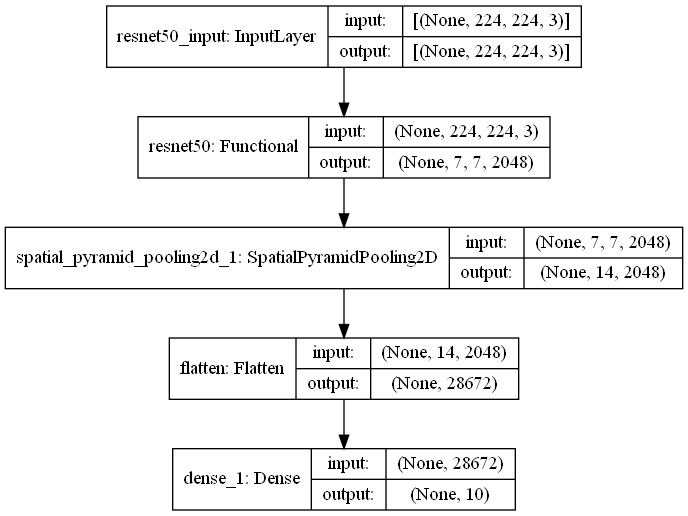 resnet50_input: InputLayer
input: [(None, 224, 224, 3)]
output: [(None, 224, 224, 3)]
resnet50: Functional
input: (None, 224, 224, 3)
output: (None, 7, 7, 2048)
spatial_pyramid_pooling2d_1: SpatialPyramidPooling2D
input: (None, 7, 7, 2048)
output: (None, 14, 2048)
flatten: Flatten
input: (None, 14, 2048)
output: (None, 28672)
dense_1: Dense
input: (None, 28672)
output: (None, 10)